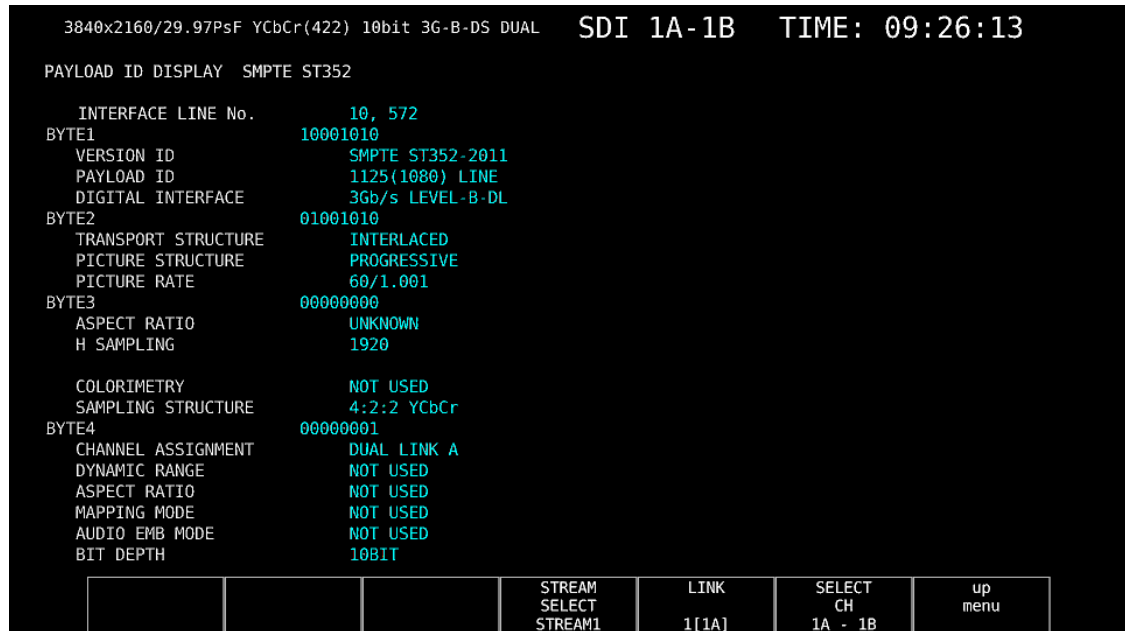 3840x2160/29.97PsF YCbCr(422) 10bit 3G-B-DS DUAL SDI 1A-1B TIME: 09:26:13
PAYLOAD ID DISPLAY SMPTE ST352
INTERFACE LINE No. 10, 572
BYTE1 10001010
VERSION ID SMPTE ST352-2011
PAYLOAD ID 1125(1080) LINE
DIGITAL INTERFACE 3Gb/s LEVEL-B-DL
BYTE2 01001010
TRANSPORT STRUCTURE INTERLACED
PICTURE STRUCTURE PROGRESSIVE
PICTURE RATE 60/1.001
BYTE3 00000000
ASPECT RATIO UNKNOWN
H SAMPLING 1920
COLORIMETRY NOT USED
SAMPLING STRUCTURE 4:2:2 YCbCr
BYTE4 00000001
CHANNEL ASSIGNMENT DUAL LINK A
DYNAMIC RANGE NOT USED
ASPECT RATIO NOT USED
MAPPING MODE NOT USED
AUDIO EMB MODE NOT USED
BIT DEPTH 10BIT
STREAM
SELECT
STREAM1
LINK
1[1A]
SELECT
CH
1A - 1B
up
menu